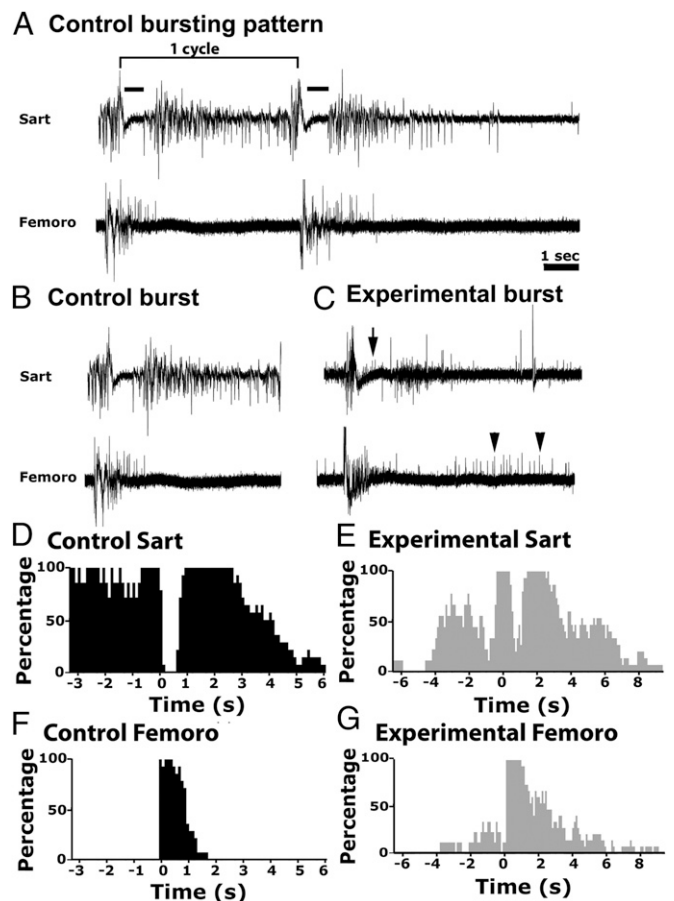 A Control bursting pattern
1 cycle
Sart
Femoro
1 sec
B Control burst
C Experimental burst
Sart
Femoro
D Control Sart
Percentage
100
50
0
-3 -2 -1 0 1 2 3 4 5 6
Time (s)
E Experimental Sart
Percentage
100
50
0
-6 -4 -2 0 2 4 6 8
Time (s)
F Control Femoro
Percentage
100
50
0
-3 -2 -1 0 1 2 3 4 5 6
Time (s)
G Experimental Femoro
Percentage
100
50
0
-6 -4 -2 0 2 4 6 8
Time (s)